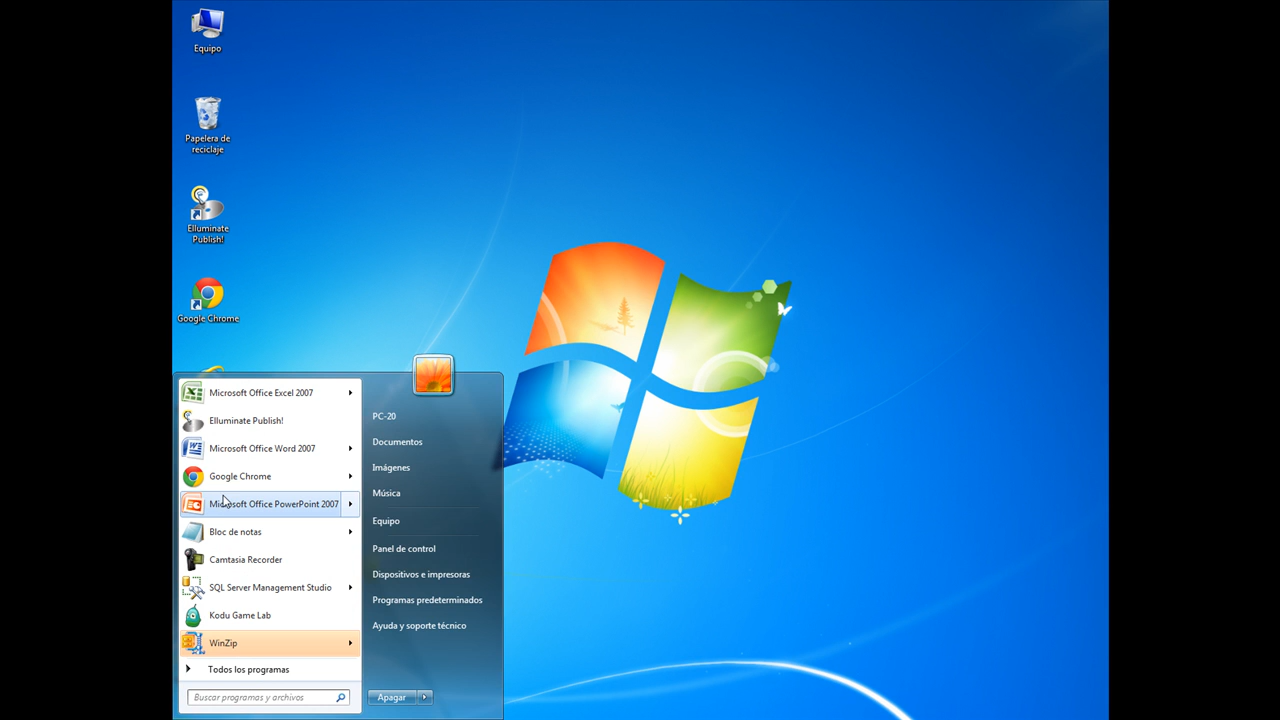 Equipo
Papelera de
reciclaje
Elluminate
Publish!
Google Chrome
Microsoft Office Excel 2007
Elluminate Publish!
Microsoft Office Word 2007
Google Chrome
Microsoft Office PowerPoint 2007
Bloc de notas
Camtasia Recorder
SQL Server Management Studio
Kodu Game Lab
WinZip
Todos los programas
Buscar programas y archivos
PC-20
Documentos
Imágenes
Música
Equipo
Panel de control
Dispositivos e impresoras
Programas predeterminados
Ayuda y soporte técnico
Apagar